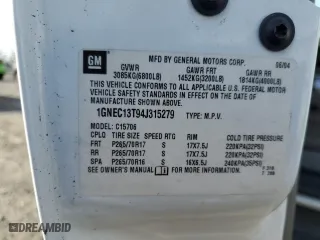 GM
MFD BY GENERAL MOTORS CORP.
GVWR GAWR FRT GAWR RR 06/04
3085KG(6800LB) 1452KG(3200LB) 1814KG(4000LB)
THIS VEHICLE CONFORMS TO ALL APPLICABLE U.S. FEDERAL MOTOR
VEHICLE SAFETY STANDARDS IN EFFECT ON THE DATE OF
MANUFACTURE SHOWN ABOVE.
1GNEC13T94J315279 TYPE: M.P.V.
MODEL: C15706
CPLD TIRE SIZE SPEED RTG RIM COLD TIRE PRESSURE
FRT P265/70R17 S 17X7.5J 220KPA(32PSI)
RR P265/70R17 S 17X7.5J 220KPA(32PSI)
SPA P265/70R16 S 16X6.5J 240KPA(35PSI)
SEE OWNER'S MANUAL FOR MORE INFORMATION.